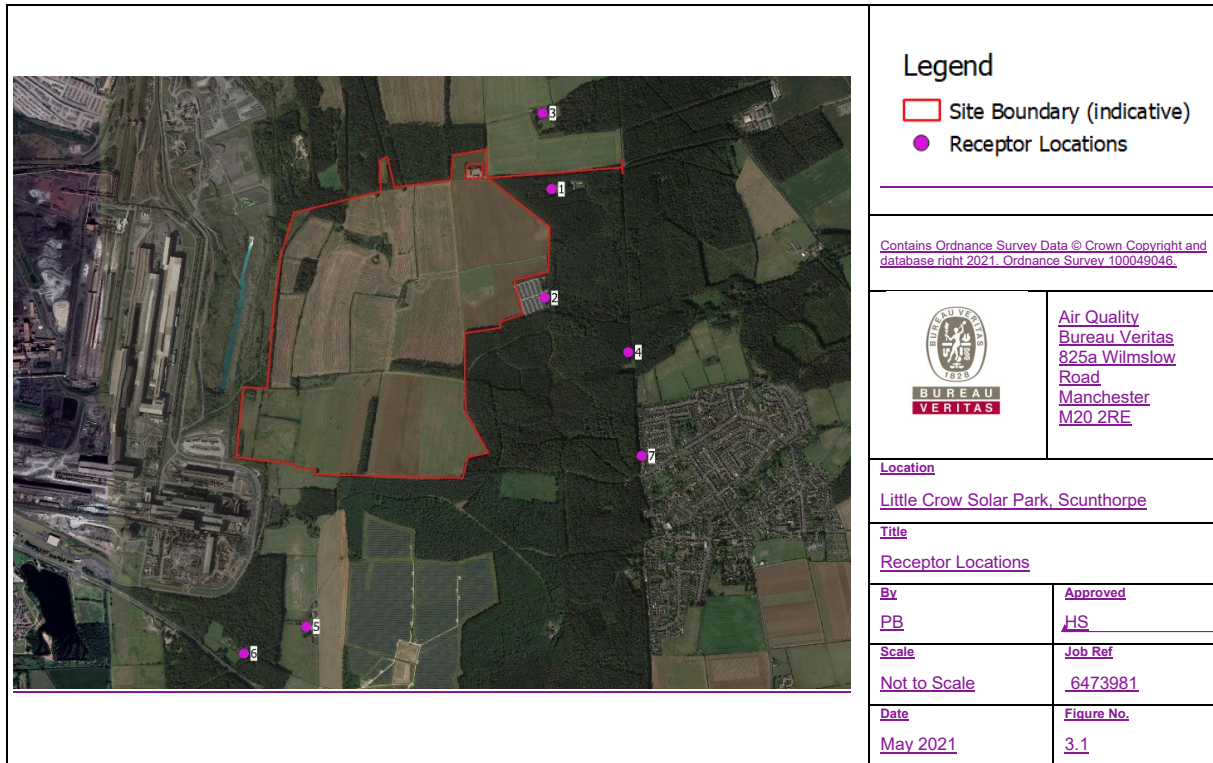 3
1
2
4
7
5
6
Legend
Site Boundary (indicative)
Receptor Locations
Contains Ordnance Survey Data © Crown Copyright and
database right 2021. Ordnance Survey 100049046.
BUREAU VERITAS
1828
BUREAU
VERITAS
Air Quality
Bureau Veritas
825a Wilmslow
Road
Manchester
M20 2RE
Location
Little Crow Solar Park, Scunthorpe
Title
Receptor Locations
By
PB
Approved
HS
Scale
Not to Scale
Job Ref
6473981
Date
May 2021
Figure No.
3.1